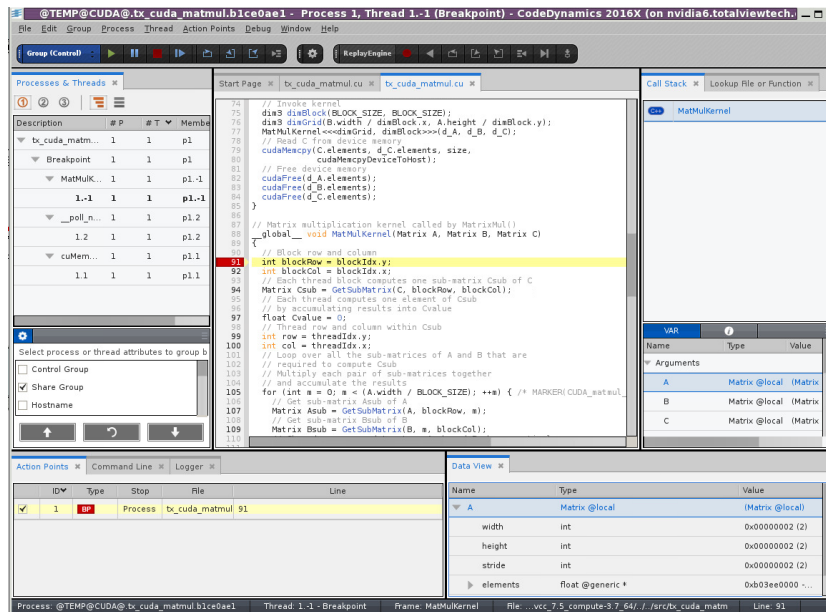 @TEMP@CUDA@.tx_cuda_matmul.b1ce0ae1 - Process 1, Thread 1.-1 (Breakpoint) - CodeDynamics 2016X (on nvidia6.totalviewtech.
File Edit Group Process Thread Action Points Debug Window Help
Group (Control)
ReplayEngine
Processes & Threads
Description # P # T Membe
tx_cuda_matm... 1 1 p1
Breakpoint 1 1 p1
MatMulK... 1 1 p1.-1
1.-1 1 1 p1.-1
__poll_n... 1 1 p1.2
1.2 1 1 p1.2
cuMem... 1 1 p1.1
1.1 1 1 p1.1
Select process or thread attributes to group b
Control Group
Share Group
Hostname
Start Page tx_cuda_matmul.cu tx_cuda_matmul.cu
74 // Invoke kernel
75 dim3 dimBlock(BLOCK_SIZE, BLOCK_SIZE);
76 dim3 dimGrid(B.width / dimBlock.x, A.height / dimBlock.y);
77 MatMulKernel<<<dimGrid, dimBlock>>>(d_A, d_B, d_C);
78 // Read C from device memory
79 cudaMemcpy(C.elements, d_C.elements, size,
80 cudaMemcpyDeviceToHost);
81 // Free device memory
82 cudaFree(d_A.elements);
83 cudaFree(d_B.elements);
84 cudaFree(d_C.elements);
85 }
86
87 // Matrix multiplication kernel called by MatrixMul()
88 __global__ void MatMulKernel(Matrix A, Matrix B, Matrix C)
89 {
90 // Block row and column
91 int blockRow = blockIdx.y;
92 int blockCol = blockIdx.x;
93 // Each thread block computes one sub-matrix Csub of C
94 Matrix Csub = GetSubMatrix(C, blockRow, blockCol);
95 // Each thread computes one element of Csub
96 // by accumulating results into Cvalue
97 float Cvalue = 0;
98 // Thread row and column within Csub
99 int row = threadIdx.y;
100 int col = threadIdx.x;
101 // Loop over all the sub-matrices of A and B that are
102 // required to compute Csub
103 // Multiply each pair of sub-matrices together
104 // and accumulate the results
105 for (int m = 0; m < (A.width / BLOCK_SIZE); ++m) { /* MARKER(CUDA_matmul_
106 // Get sub-matrix Asub of A
107 Matrix Asub = GetSubMatrix(A, blockRow, m);
108 // Get sub-matrix Bsub of B
109 Matrix Bsub = GetSubMatrix(B, m, blockCol);
110
Call Stack Lookup File or Function
C++ MatMulKernel
VAR i
Name Type Value
Arguments
A Matrix @local (Matrix
B Matrix @local (Matrix
C Matrix @local (Matrix
Action Points Command Line Logger
ID Type Stop File Line
1 BP Process tx_cuda_matmul 91
Data View
Name Type Value
A Matrix @local (Matrix @local)
width int 0x00000002 (2)
height int 0x00000002 (2)
stride int 0x00000002 (2)
elements float @generic * 0xb03ee0000 -...
Process: @TEMP@CUDA@.tx_cuda_matmul.b1ce0ae1 Thread: 1.-1 - Breakpoint Frame: MatMulKernel File: ...vcc_7.5_compute-3.7_64/../../src/tx_cuda_matm Line: 91